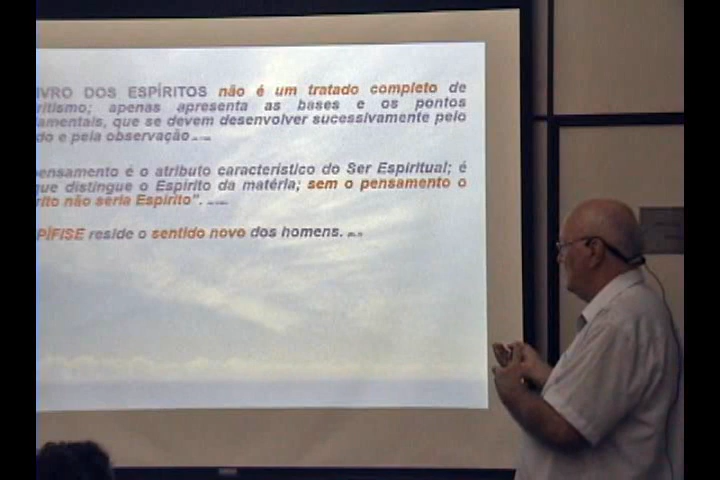 IVRO DOS ESPÍRITOS não é um tratado completo de
ritismo; apenas apresenta as bases e os pontos
amentais, que se devem desenvolver sucessivamente pelo
do e pela observação
ensamento é o atributo característico do Ser Espiritual; é
que distingue o Espírito da matéria; sem o pensamento o
rito não seria Espírito".
PÍFISE reside o sentido novo dos homens.